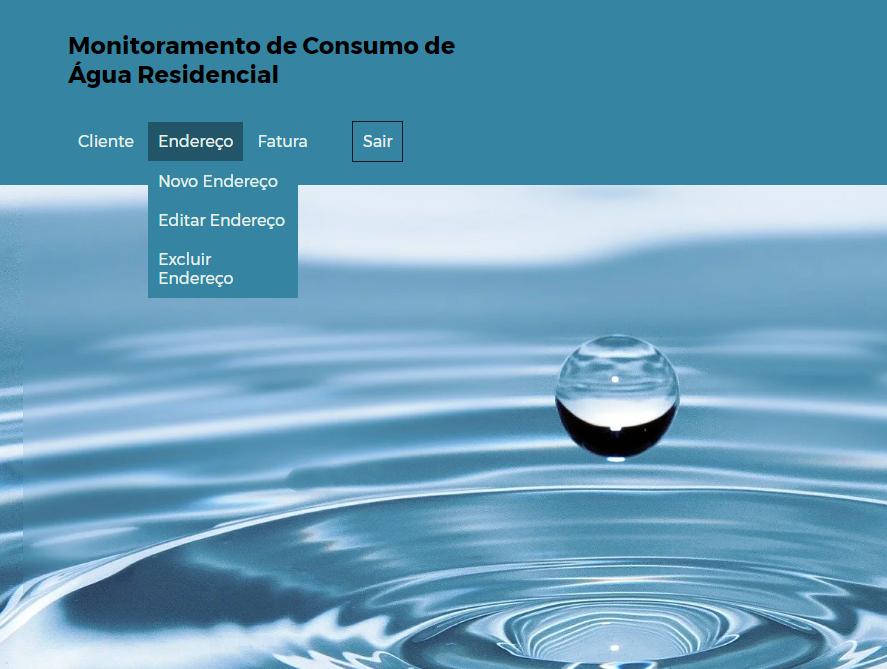 Monitoramento de Consumo de
Água Residencial
Cliente Endereço Fatura Sair
Novo Endereço
Editar Endereço
Excluir
Endereço